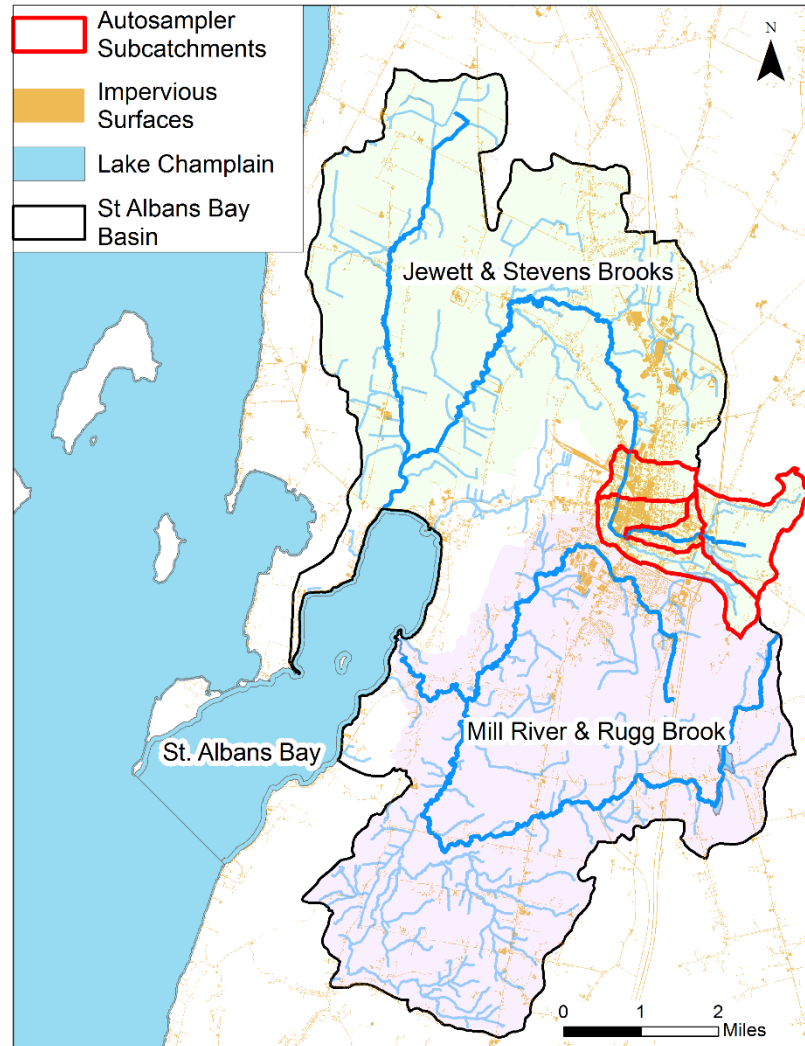 Autosampler
Subcatchments
Impervious
Surfaces
Lake Champlain
St Albans Bay
Basin
N
Jewett & Stevens Brooks
Mill River & Rugg Brook
St. Albans Bay
0 1 2
Miles